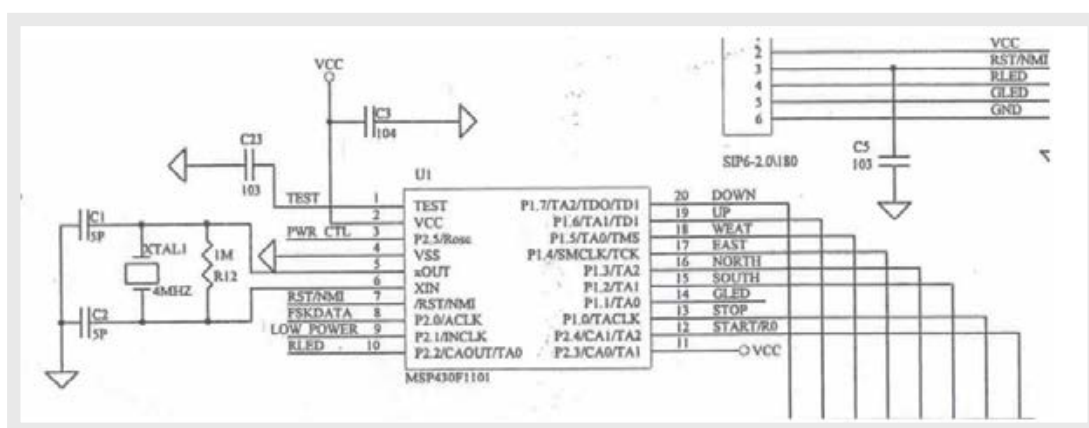 VCC
C3
104
C23
103
U1
TEST 1 TEST
2 VCC
PWR CTL 3 P2.5/Rosc
4 VSS
5 xOUT
6 XIN
RST/NMI 7 /RST/NMI
FSKDATA 8 P2.0/ACLK
LOW POWER 9 P2.1/INCLK
RLED 10 P2.2/CAOUT/TA0
MSP430F1101
P1.7/TA2/TDO/TD1 20 DOWN
P1.6/TA1/TD1 19 UP
P1.5/TA0/TMS 18 WEAT
P1.4/SMCLK/TCK 17 EAST
P1.3/TA2 16 NORTH
P1.2/TA1 15 SOUTH
P1.1/TA0 14 GLED
P1.0/TACLK 13 STOP
P2.4/CA1/TA2 12 START/R0
P2.3/CA0/TA1 11 VCC
C1
5P
XTAL1
4MHZ
1M
R12
C2
5P
2 VCC
3 RST/NMI
4 RLED
5 GLED
6 GND
SIP6-2.0\180
C5
103